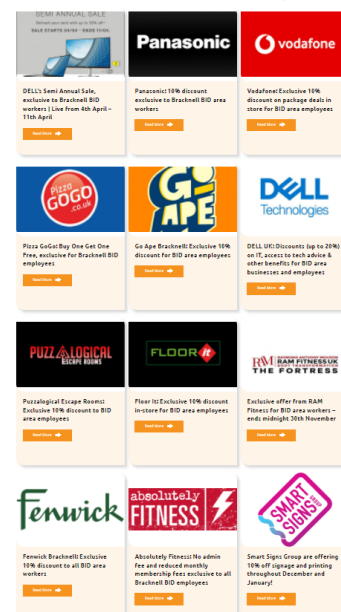 SEMI ANNUAL SALE
SALE STARTS 04/04 - ENDS 11/04
Panasonic
vodafone
DELL's Semi Annual Sale,
exclusive to Bracknell BID
workers | Live from 4th April –
11th April
Read More
Panasonic! 10% discount
exclusive to Bracknell BID
area workers
Read More
Vodafone! Exclusive 10%
discount on package deals in
store for BID area employees
Read More
Pizza
GOGO
.co.uk
GO
APE
DELL
Technologies
Pizza GoGo: Buy One Get One
Free, exclusive for Bracknell BID
employees
Read More
Go Ape Bracknell: Exclusive 10%
discount for BID area employees
Read More
DELL UK: Discounts (up to 20%)
on IT, access to tech advice &
other benefits for BID area
businesses and employees
Read More
PUZZALOGICAL
ESCAPE ROOMS
FLOOR it
RAM FITNESSUK
THE FORTRESS
Puzzalogical Escape Rooms:
Exclusive 10% discount to BID
area employees
Read More
Floor It: Exclusive 10% discount
in-store for BID area employees
Read More
Exclusive offer from RAM
Fitness for BID area workers –
ends midnight 30th November
Read More
Fenwick
absolutely
FITNESS
SMART
SIGNS
GROUP
Fenwick Bracknell: Exclusive
10% discount to all BID area
workers
Read More
Absolutely Fitness: No admin
fee and reduced monthly
membership fees exclusive to all
Bracknell BID employees
Read More
Smart Signs Group are offering
10% off signage and printing
throughout December and
January!
Read More